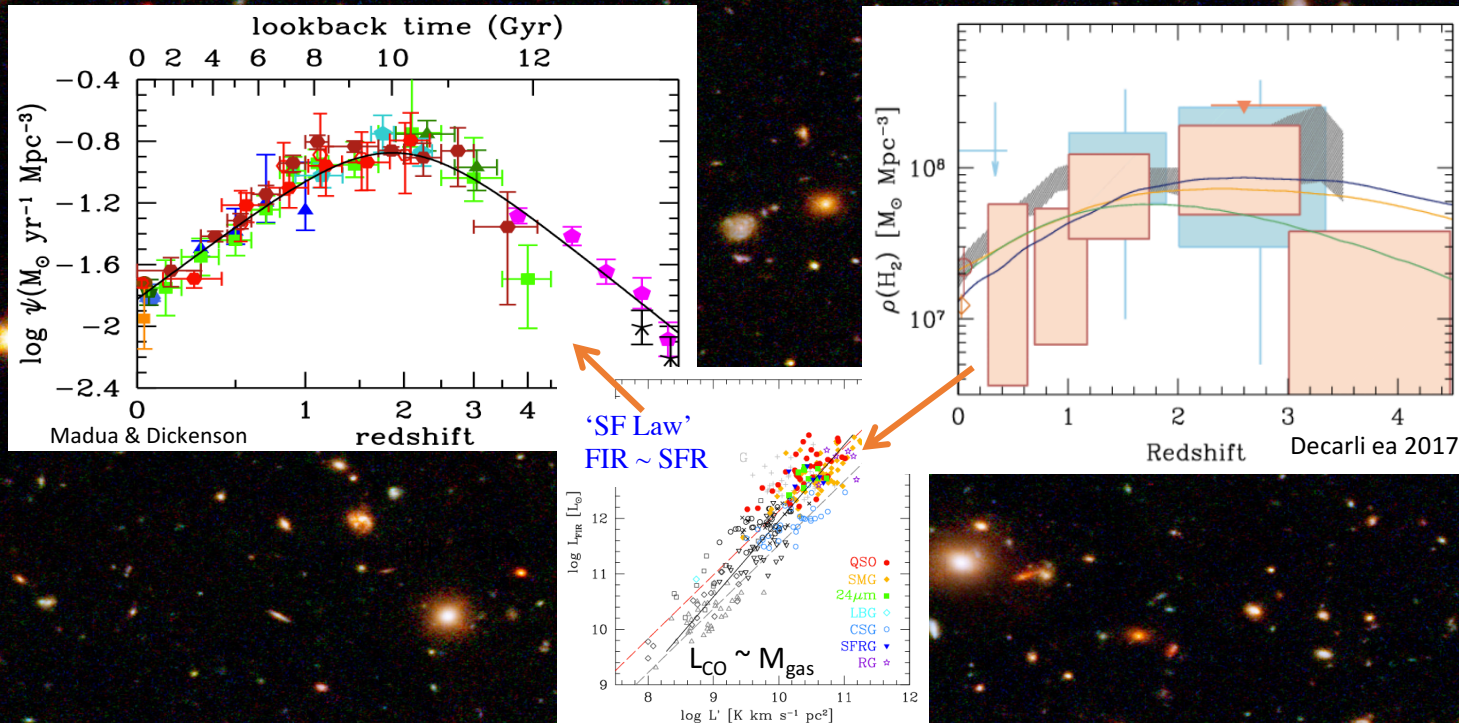 lookback time (Gyr)
0 2 4 6 8 10 12
log ψ(M⊙ yr⁻¹ Mpc⁻³)
−0.4
−0.8
−1.2
−1.6
−2
−2.4
0 1 2 3 4
redshift
Madua & Dickenson
'SF Law'
FIR ~ SFR
log L_FIR [L⊙]
12
11
10
9
G
QSO
SMG
24μm
LBG
CSG
SFRG
RG
L_CO ~ M_gas
8 9 10 11 12
log L' [K km s⁻¹ pc²]
ρ(H₂) [M⊙ Mpc⁻³]
10⁸
10⁷
0 1 2 3 4
Redshift
Decarli ea 2017